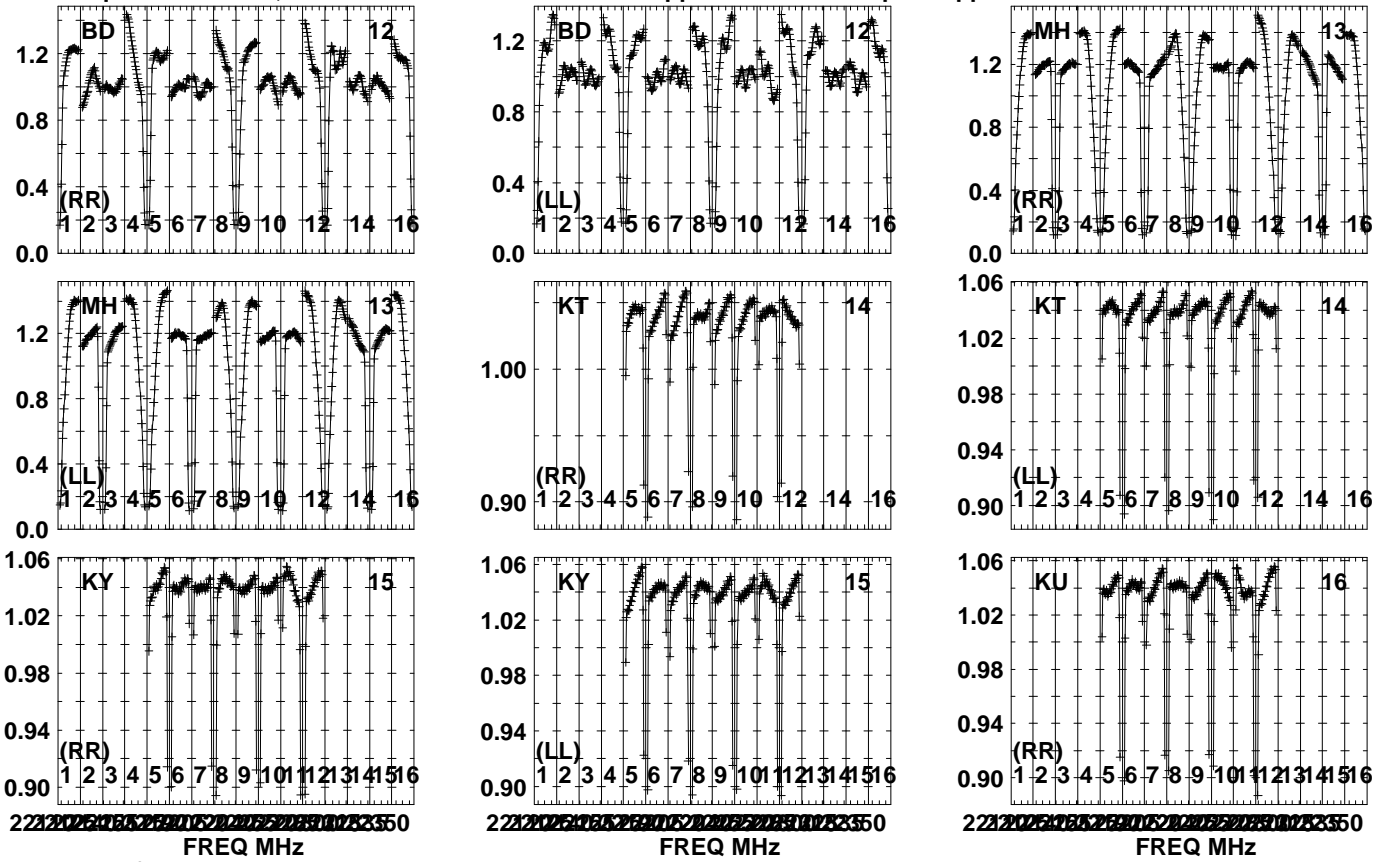 BD 12
1.2
0.8
0.4
0.0
(RR)
1 2 3 4 5 6 7 8 9 10 12 14 16
BD 12
1.2
0.8
0.4
0.0
(LL)
1 2 3 4 5 6 7 8 9 10 12 14 16
MH 13
1.2
0.8
0.4
0.0
(RR)
1 2 3 4 5 6 7 8 9 10 12 14 16
MH 13
1.2
0.8
0.4
0.0
(LL)
1 2 3 4 5 6 7 8 9 10 12 14 16
KT 14
1.00
0.90
(RR)
1 2 3 4 5 6 7 8 9 10 12 14 16
KT 14
1.06
1.02
0.98
0.94
0.90
(LL)
1 2 3 4 5 6 7 8 9 10 12 14 16
KY 15
1.06
1.02
0.98
0.94
0.90
(RR)
1 2 3 4 5 6 7 8 9 10 11 12 13 14 15 16
KY 15
1.06
1.02
0.98
0.94
0.90
(LL)
1 2 3 4 5 6 7 8 9 10 11 12 13 14 15 16
KU 16
1.06
1.02
0.98
0.94
0.90
(RR)
1 2 3 4 5 6 7 8 9 10 11 12 13 14 15 16
FREQ MHz
FREQ MHz
FREQ MHz